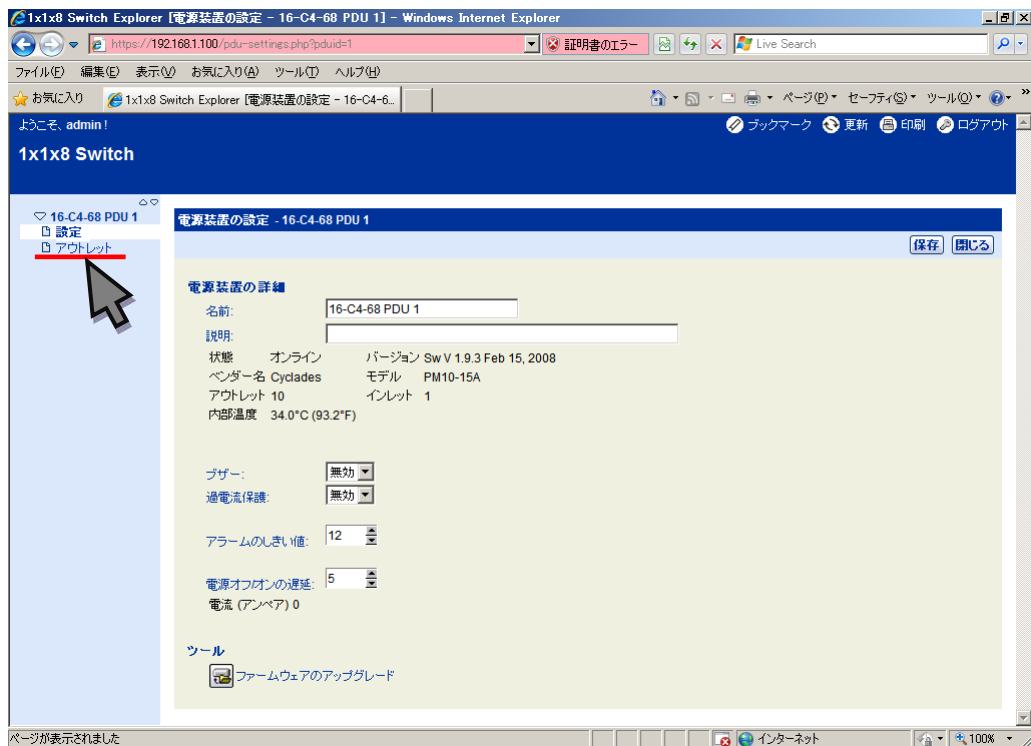 1x1x8 Switch Explorer [電源装置の設定 - 16-C4-68 PDU 1] - Windows Internet Explorer
https://192.168.1.100/pdu-settings.php?pduid=1
証明書のエラー
Live Search
ファイル(F) 編集(E) 表示(V) お気に入り(A) ツール(T) ヘルプ(H)
お気に入り
1x1x8 Switch Explorer [電源装置の設定 - 16-C4-6...
ページ(P) セーフティ(S) ツール(O)
ようこそ、admin !
ブックマーク 更新 印刷 ログアウト
1x1x8 Switch
16-C4-68 PDU 1
設定
アウトレット
電源装置の設定 - 16-C4-68 PDU 1
保存 閉じる
電源装置の詳細
名前: 16-C4-68 PDU 1
説明:
状態 オンライン バージョン Sw V 1.9.3 Feb 15, 2008
ベンダー名 Cyclades モデル PM10-15A
アウトレット 10 インレット 1
内部温度 34.0°C (93.2°F)
ブザー: 無効
過電流保護: 無効
アラームのしきい値: 12
電源オフ/オンの遅延: 5
電流 (アンペア) 0
ツール
ファームウェアのアップグレード
ページが表示されました
インターネット
100%